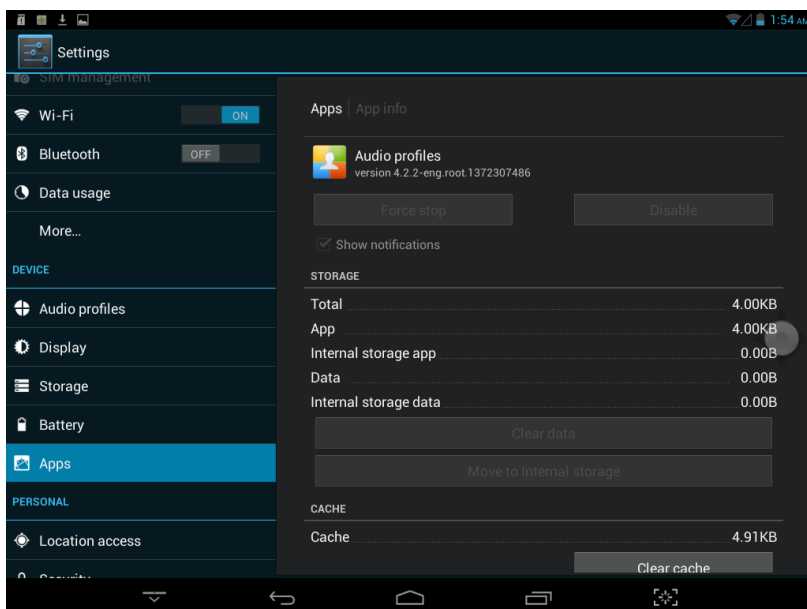 1:54 AM
Settings
SIM management
Wi-Fi ON
Bluetooth OFF
Data usage
More...
DEVICE
Audio profiles
Display
Storage
Battery
Apps
PERSONAL
Location access
Security
Apps App info
Audio profiles
version 4.2.2-eng.root.1372307486
Force stop Disable
Show notifications
STORAGE
Total 4.00KB
App 4.00KB
Internal storage app 0.00B
Data 0.00B
Internal storage data 0.00B
Clear data
Move to Internal storage
CACHE
Cache 4.91KB
Clear cache